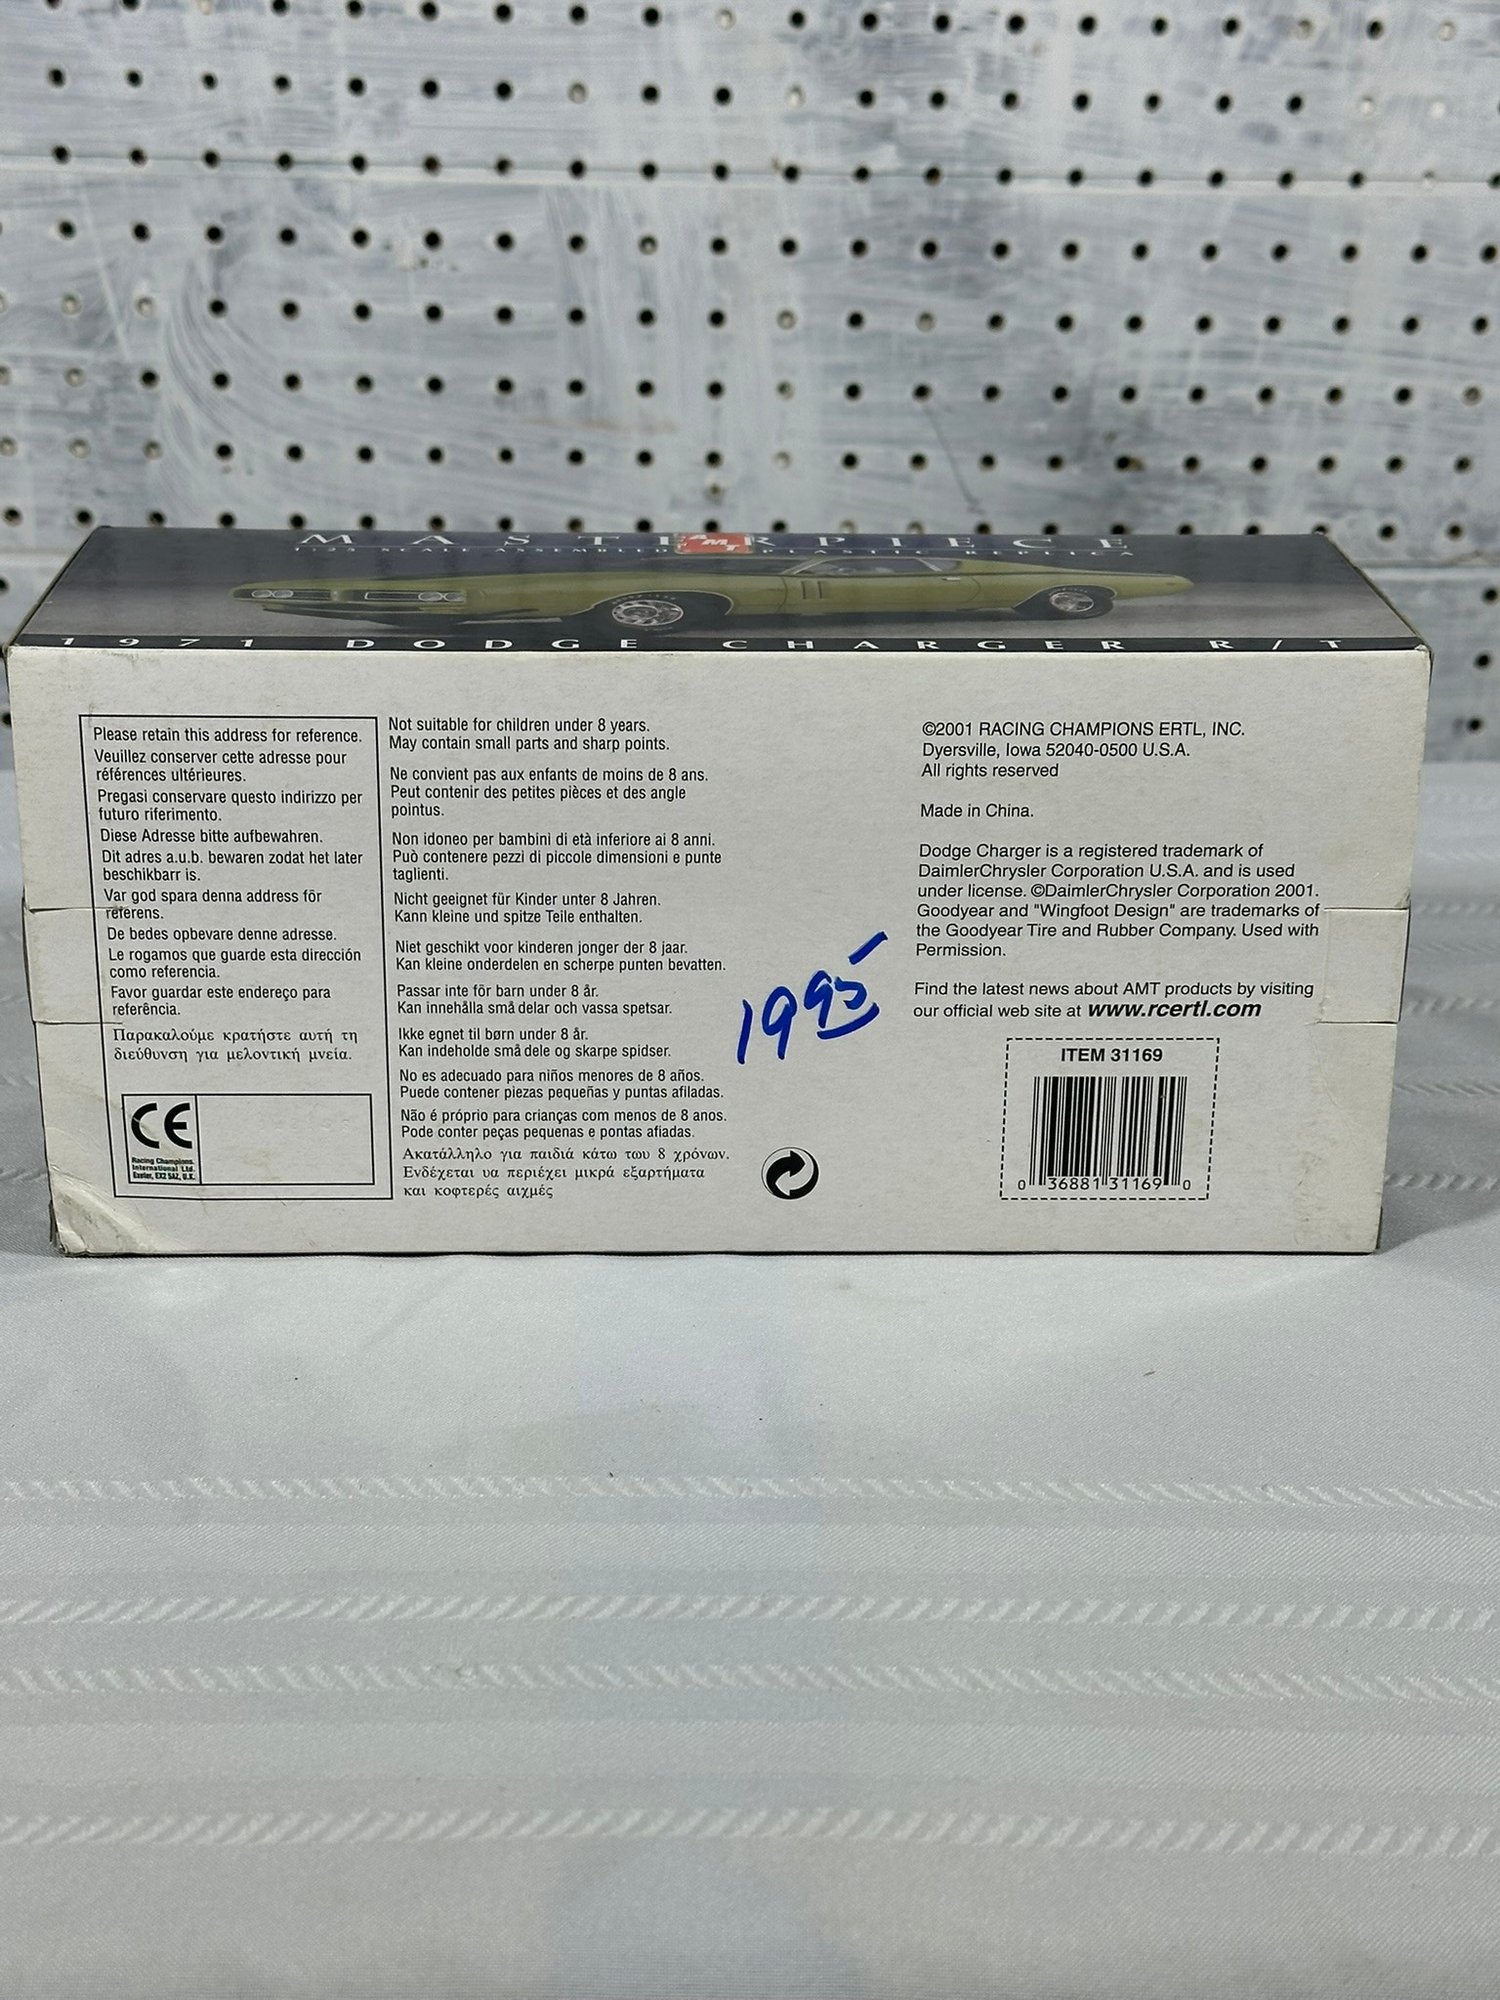 MASTERPIECE
AMT
1:25 SCALE ASSEMBLED PLASTIC REPLICA
1971 DODGE CHARGER R/T
Please retain this address for reference.
Veuillez conserver cette adresse pour
références ultérieures.
Pregasi conservare questo indirizzo per
futuro riferimento.
Diese Adresse bitte aufbewahren.
Dit adres a.u.b. bewaren zodat het later
beschikbarr is.
Var god spara denna address för
referens.
De bedes opbevare denne adresse.
Le rogamos que guarde esta dirección
como referencia.
Favor guardar este endereço para
referência.
Παρακαλούμε κρατήστε αυτή τη
διεύθυνση για μελοντική μνεία.
CE
Racing Champions
International Ltd.
Exeter, EX2 5AZ, U.K.
Not suitable for children under 8 years.
May contain small parts and sharp points.
Ne convient pas aux enfants de moins de 8 ans.
Peut contenir des petites pièces et des angle
pointus.
Non idoneo per bambini di età inferiore ai 8 anni.
Può contenere pezzi di piccole dimensioni e punte
taglienti.
Nicht geeignet für Kinder unter 8 Jahren.
Kann kleine und spitze Teile enthalten.
Niet geschikt voor kinderen jonger der 8 jaar.
Kan kleine onderdelen en scherpe punten bevatten.
Passar inte för barn under 8 år.
Kan innehålla små delar och vassa spetsar.
Ikke egnet til børn under 8 år.
Kan indeholde små dele og skarpe spidser.
No es adecuado para niños menores de 8 años.
Puede contener piezas pequeñas y puntas afiladas.
Não é próprio para crianças com menos de 8 anos.
Pode conter peças pequenas e pontas afiadas.
Ακατάλληλο για παιδιά κάτω του 8 χρόνων.
Ενδέχεται υα περιέχει μικρά εξαρτήματα
και κοφτερές αιχμές
1995
©2001 RACING CHAMPIONS ERTL, INC.
Dyersville, Iowa 52040-0500 U.S.A.
All rights reserved
Made in China.
Dodge Charger is a registered trademark of
DaimlerChrysler Corporation U.S.A. and is used
under license. ©DaimlerChrysler Corporation 2001.
Goodyear and "Wingfoot Design" are trademarks of
the Goodyear Tire and Rubber Company. Used with
Permission.
Find the latest news about AMT products by visiting
our official web site at www.rcertl.com
ITEM 31169
0 36881 31169 0